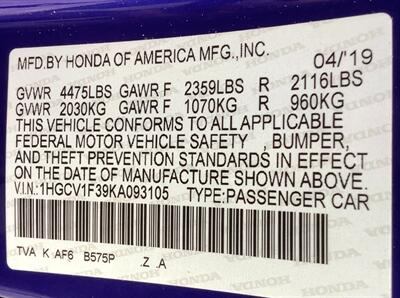 MFD.BY HONDA OF AMERICA MFG.,INC. 04/'19
GVWR 4475LBS GAWR F 2359LBS R 2116LBS
GVWR 2030KG GAWR F 1070KG R 960KG
THIS VEHICLE CONFORMS TO ALL APPLICABLE
FEDERAL MOTOR VEHICLE SAFETY , BUMPER,
AND THEFT PREVENTION STANDARDS IN EFFECT
ON THE DATE OF MANUFACTURE SHOWN ABOVE.
V.I.N.:1HGCV1F39KA093105 TYPE:PASSENGER CAR
TVA K AF6 B575P .Z .A